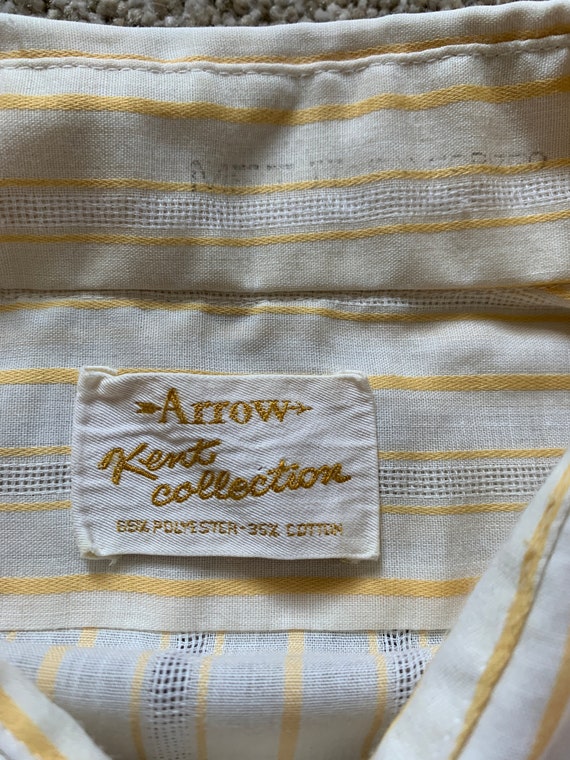 Arrow
Kent
collection
65% POLYESTER-35% COTTON